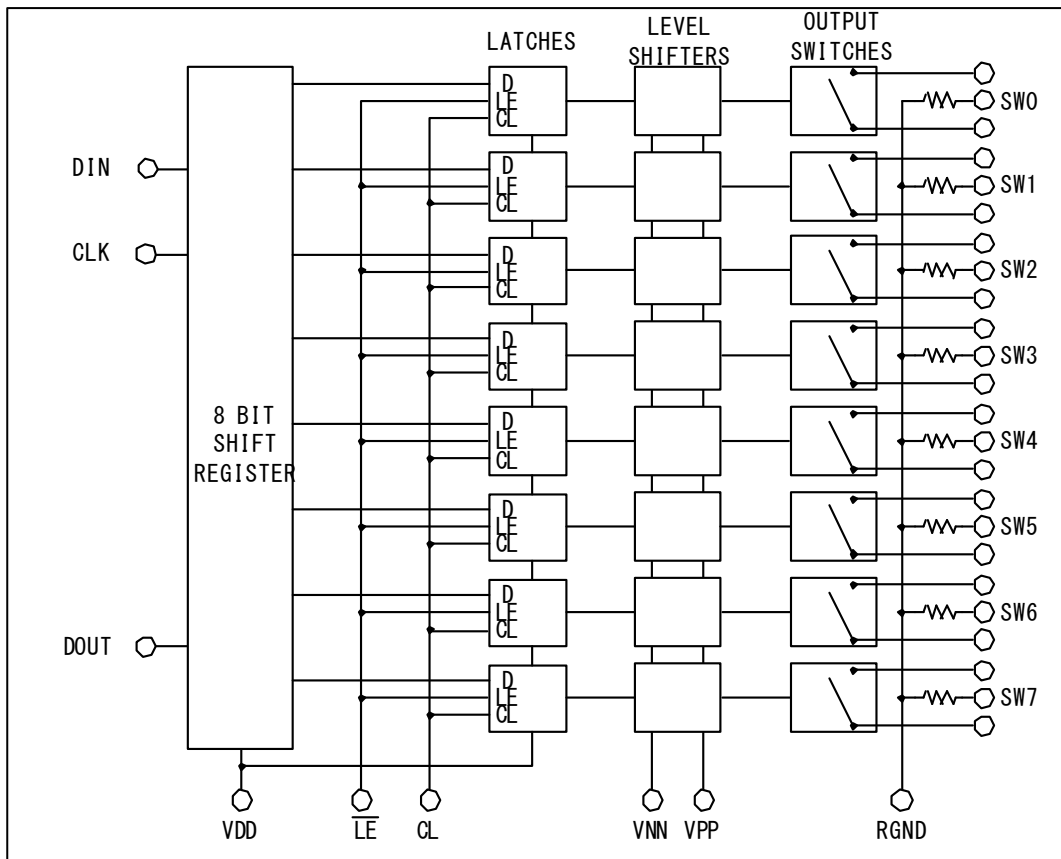 LATCHES
LEVEL
SHIFTERS
OUTPUT
SWITCHES
D
LE
CL
SW0
DIN
D
LE
CL
SW1
CLK
D
LE
CL
SW2
D
LE
CL
SW3
8 BIT
SHIFT
REGISTER
D
LE
CL
SW4
D
LE
CL
SW5
DOUT
D
LE
CL
SW6
D
LE
CL
SW7
VDD
L̅E̅
CL
VNN
VPP
RGND